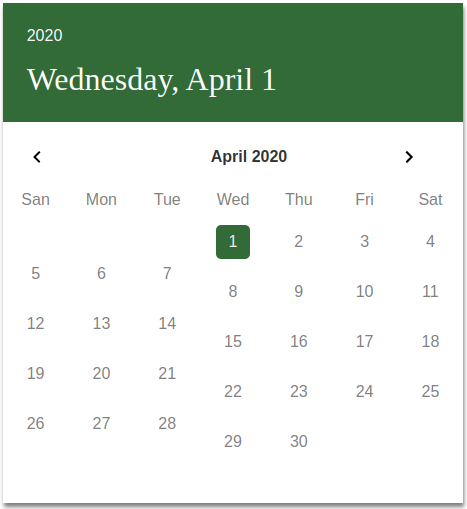 2020
Wednesday, April 1
April 2020
San Mon Tue Wed Thu Fri Sat
1 2 3 4
5 6 7
8 9 10 11
12 13 14
15 16 17 18
19 20 21
22 23 24 25
26 27 28
29 30